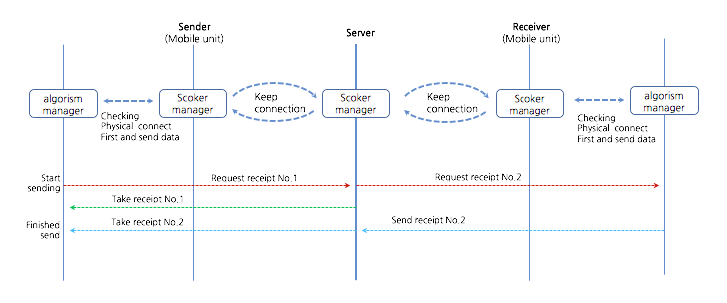 Sender
(Mobile unit)
Server
Receiver
(Mobile unit)
algorism
manager
Scoker
manager
Keep
connection
Scoker
manager
Keep
connection
Scoker
manager
algorism
manager
Checking
Physical connect
First and send data
Checking
Physical connect
First and send data
Start
sending
Request receipt No.1
Request receipt No.2
Take receipt No.1
Finished
send
Take receipt No.2
Send receipt No.2